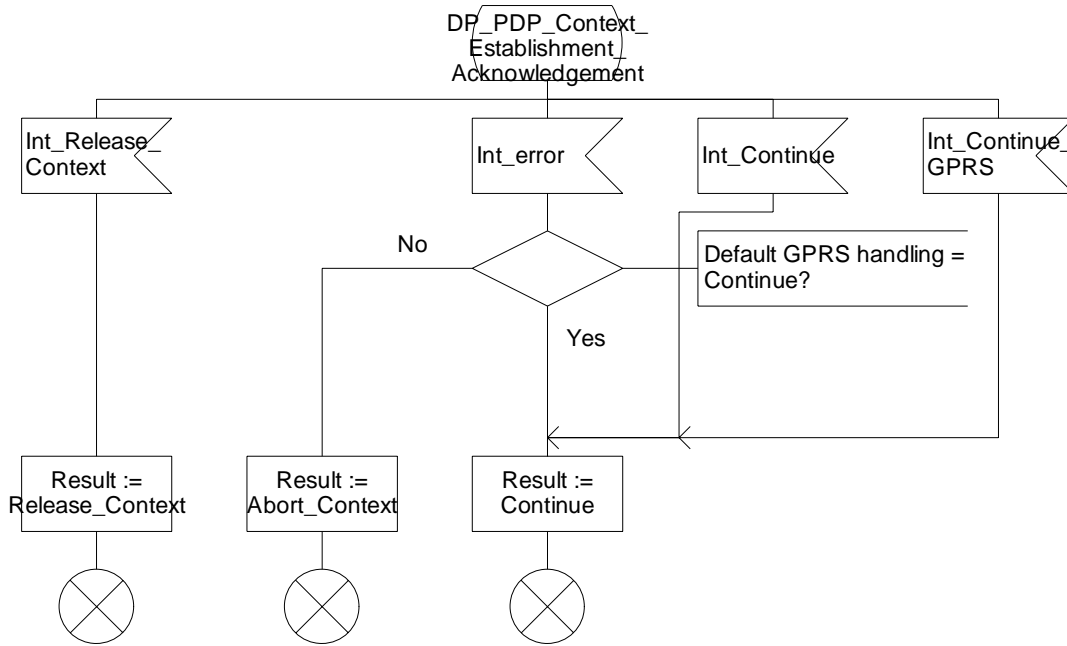 DP_PDP_Context_
Establishment_
Acknowledgement
Int_Release_
Context
Int_error
Int_Continue
Int_Continue_
GPRS
No
Default GPRS handling =
Continue?
Yes
Result :=
Release_Context
Result :=
Abort_Context
Result :=
Continue